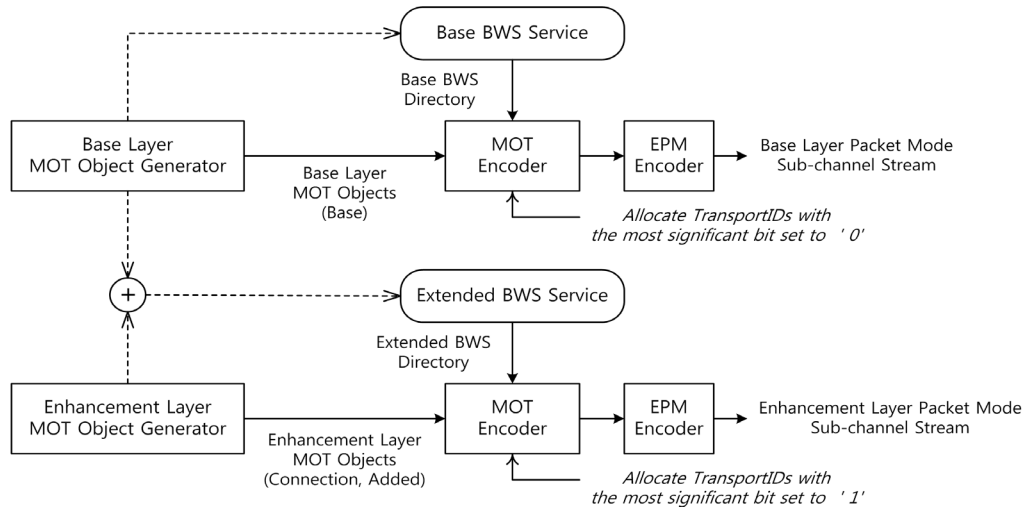 Base BWS Service
Base BWS
Directory
Base Layer
MOT Object Generator
MOT
Encoder
EPM
Encoder
Base Layer Packet Mode
Sub-channel Stream
Base Layer
MOT Objects
(Base)
Allocate TransportIDs with
the most significant bit set to ' 0'
+
Extended BWS Service
Extended BWS
Directory
Enhancement Layer
MOT Object Generator
MOT
Encoder
EPM
Encoder
Enhancement Layer Packet Mode
Sub-channel Stream
Enhancement Layer
MOT Objects
(Connection, Added)
Allocate TransportIDs with
the most significant bit set to ' 1'